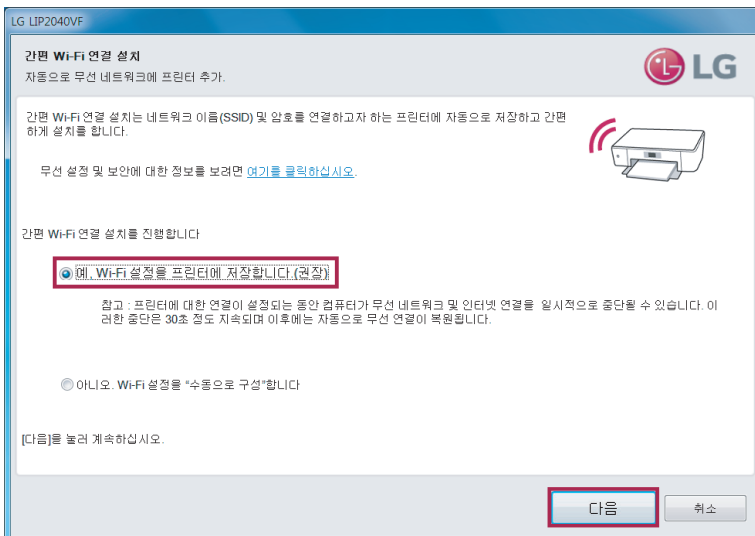 LG LIP2040VF
간편 Wi-Fi 연결 설치
자동으로 무선 네트워크에 프린터 추가.
LG
간편 Wi-Fi 연결 설치는 네트워크 이름(SSID) 및 암호를 연결하고자 하는 프린터에 자동으로 저장하고 간편
하게 설치를 합니다.
무선 설정 및 보안에 대한 정보를 보려면 여기를 클릭하십시오.
간편 Wi-Fi 연결 설치를 진행합니다
예, Wi-Fi 설정을 프린터에 저장합니다.(권장)
참고 : 프린터에 대한 연결이 설정되는 동안 컴퓨터가 무선 네트워크 및 인터넷 연결을 일시적으로 중단될 수 있습니다. 이
러한 중단은 30초 정도 지속되며 이후에는 자동으로 무선 연결이 복원됩니다.
아니오. Wi-Fi 설정을 “수동으로 구성”합니다
[다음]을 눌러 계속하십시오.
다음
취소